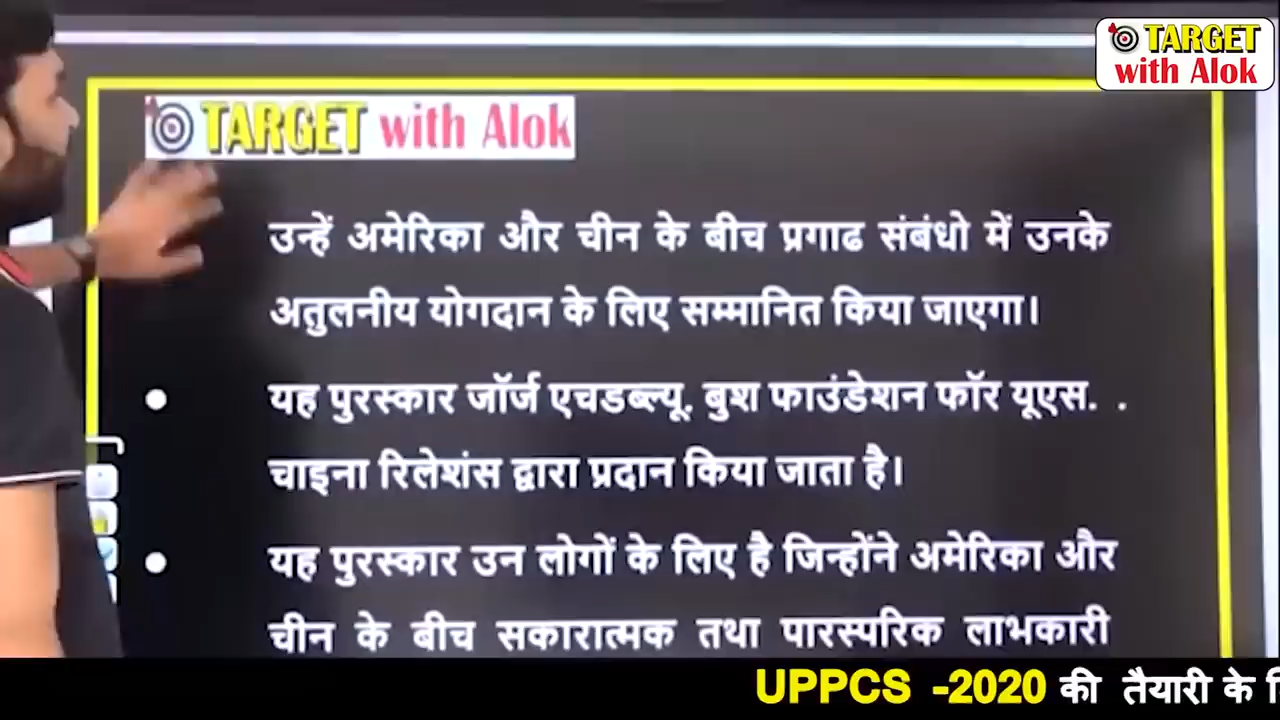 TARGET
with Alok
TARGET with Alok
उन्हें अमेरिका और चीन के बीच प्रगाढ संबंधो में उनके
अतुलनीय योगदान के लिए सम्मानित किया जाएगा।
यह पुरस्कार जॉर्ज एचडब्ल्यू. बुश फाउंडेशन फॉर यूएस. .
चाइना रिलेशंस द्वारा प्रदान किया जाता है।
यह पुरस्कार उन लोगों के लिए है जिन्होंने अमेरिका और
चीन के बीच सकारात्मक तथा पारस्परिक लाभकारी
UPPCS -2020 की तैयारी के